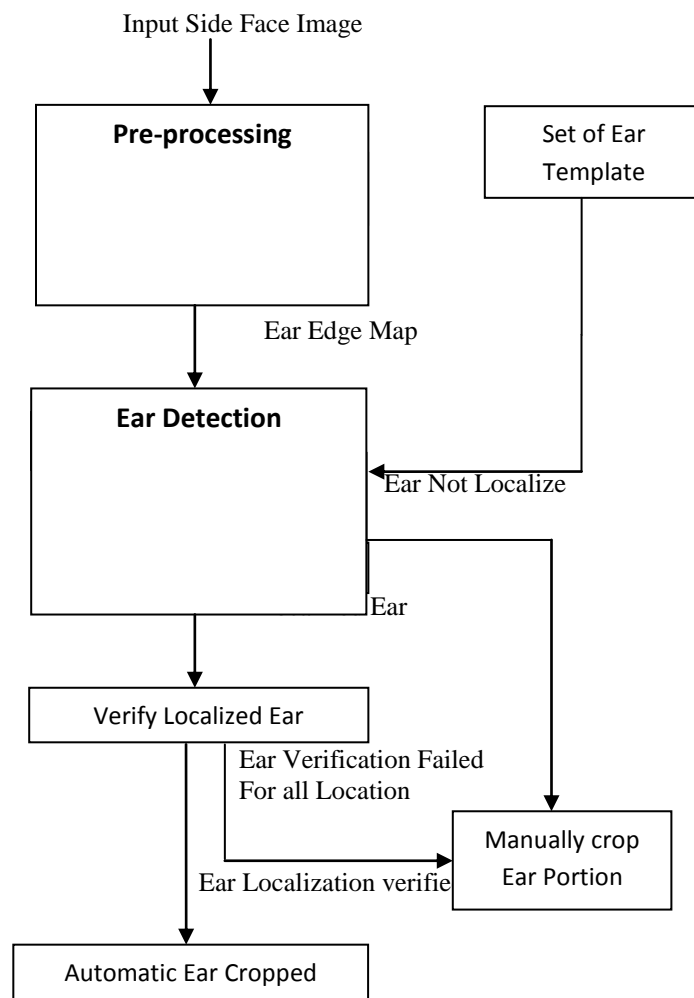 Input Side Face Image
Pre-processing
Set of Ear
Template
Ear Edge Map
Ear Detection
Ear Not Localize
Ear
Verify Localized Ear
Ear Verification Failed
For all Location
Manually crop
Ear Portion
Ear Localization verifie
Automatic Ear Cropped